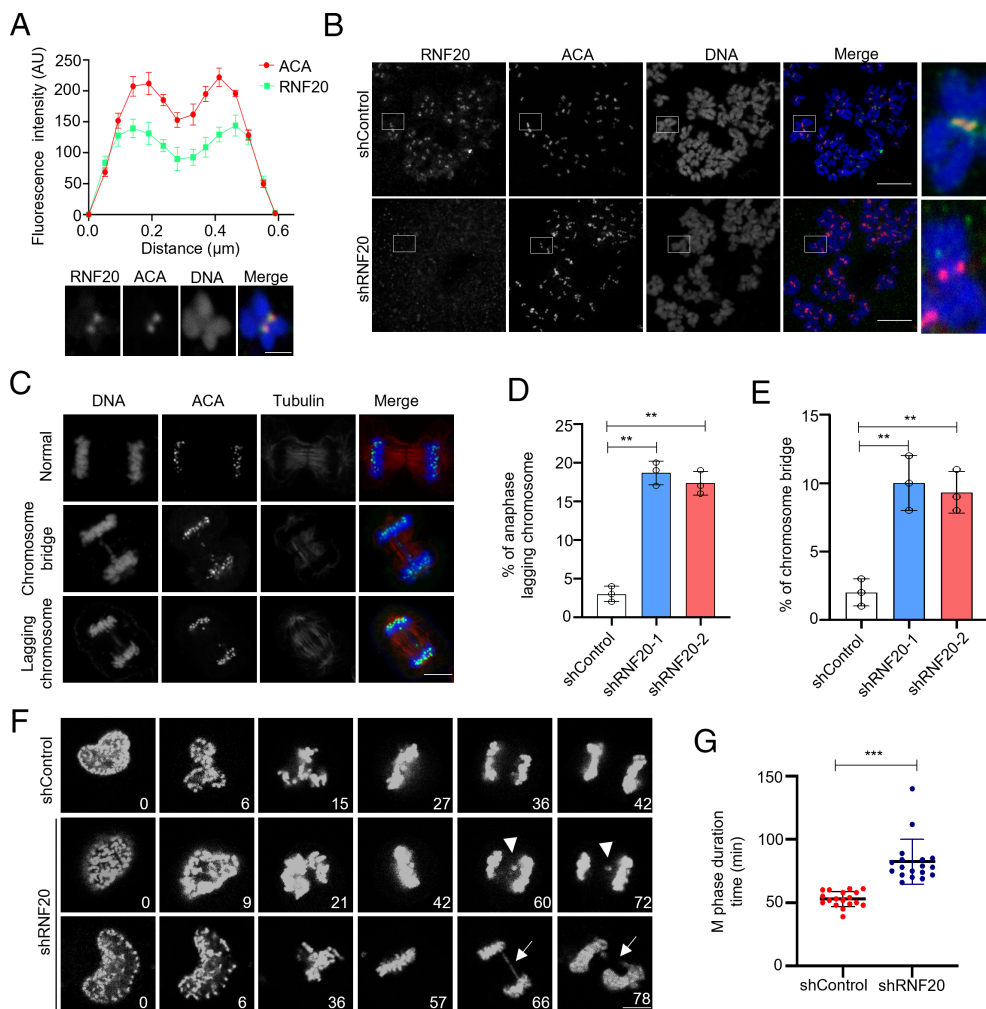 A
Fluorescence intensity (AU)
250
200
150
100
50
0
0.0
0.2
0.4
0.6
Distance (µm)
ACA
RNF20
RNF20
ACA
DNA
Merge
B
RNF20
ACA
DNA
Merge
shControl
shRNF20
C
DNA
ACA
Tubulin
Merge
Normal
Chromosome
bridge
Lagging
chromosome
D
% of anaphase
lagging chromosome
25
20
15
10
5
0
**
**
shControl
shRNF20-1
shRNF20-2
E
% of chromosome bridge
15
10
5
0
**
**
shControl
shRNF20-1
shRNF20-2
F
shControl
0
6
15
27
36
42
shRNF20
0
9
21
42
60
72
0
6
36
57
66
78
G
M phase duration
time (min)
150
100
50
0
***
shControl
shRNF20